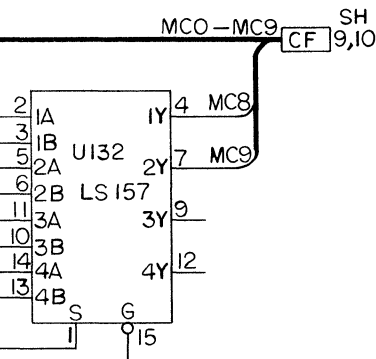 SH
MC0-MC9 CF 9,10
2 1A 1Y 4 MC8
3 1B
U132
5 2A 2Y 7 MC9
6 2B LS157
11 3A 3Y 9
10 3B
14 4A 4Y 12
13 4B
S G
1 15